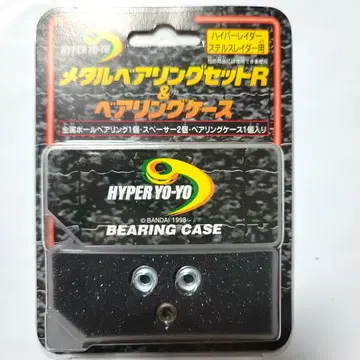 HYPER YO-YO
ハイパーレイダー
ステルスレイダー用
メタルベアリングセットR
&
ベアリングケース
金属ボールベアリング1個・スペーサー2個・ベアリングケース1個入り
HYPER YO-YO
© BANDAI 1998
BEARING CASE